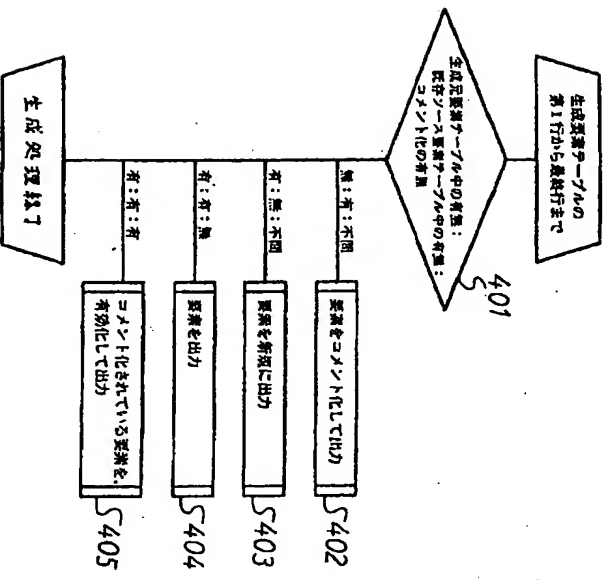 生成要素テーブルの
第1行から最終行まで
401
生成元要素テーブル中の有無:
既存ソース要素テーブル中の有無:
コメント化の有無
無:有:不問
要素をコメント化して出力
402
有:無:不問
要素を新規に出力
403
有:有:無
要素を出力
404
有:有:有
コメント化されている要素を,
有効化して出力
405
生成処理終了